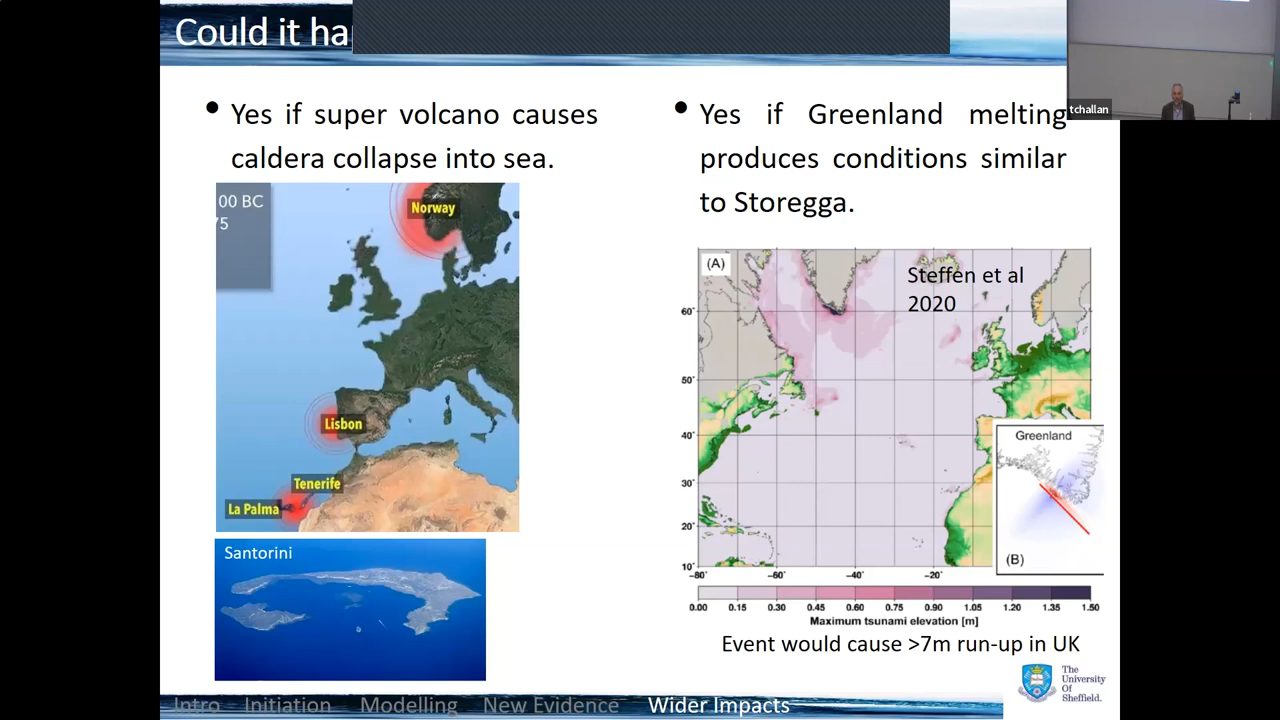 Could it ha
tchallan
Yes if super volcano causes
caldera collapse into sea.
00 BC
Norway
Lisbon
Tenerife
La Palma
Santorini
Yes if Greenland melting
produces conditions similar
to Storegga.
(A)
Steffen et al
2020
60°
50°
40°
30°
20°
10°
-80° -60° -40° -20°
Greenland
(B)
0.00 0.15 0.30 0.45 0.60 0.75 0.90 1.05 1.20 1.35 1.50
Maximum tsunami elevation [m]
Event would cause >7m run-up in UK
The
University
Of
Sheffield.
Intro Initiation Modelling New Evidence Wider Impacts